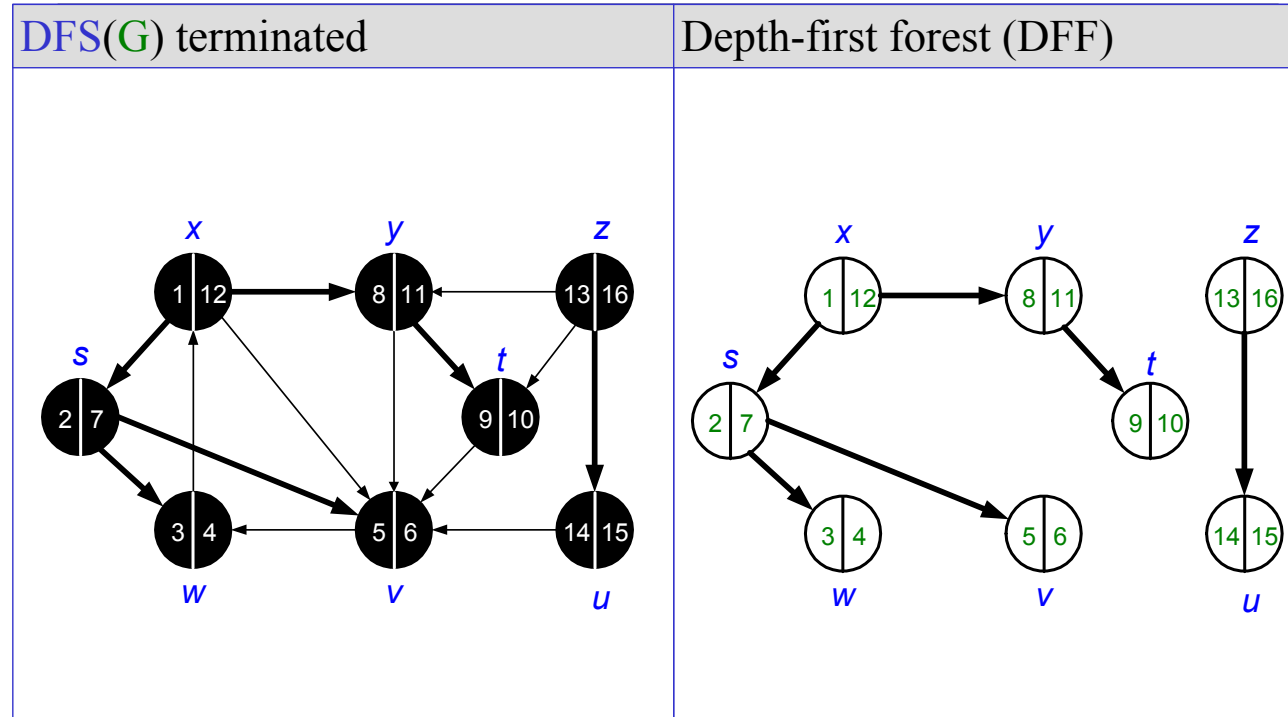 DFS(G) terminated
Depth-first forest (DFF)
x y z
1 12 8 11 13 16
s t
2 7 9 10
3 4 5 6 14 15
w v u
x y z
1 12 8 11 13 16
s t
2 7 9 10
3 4 5 6 14 15
w v u